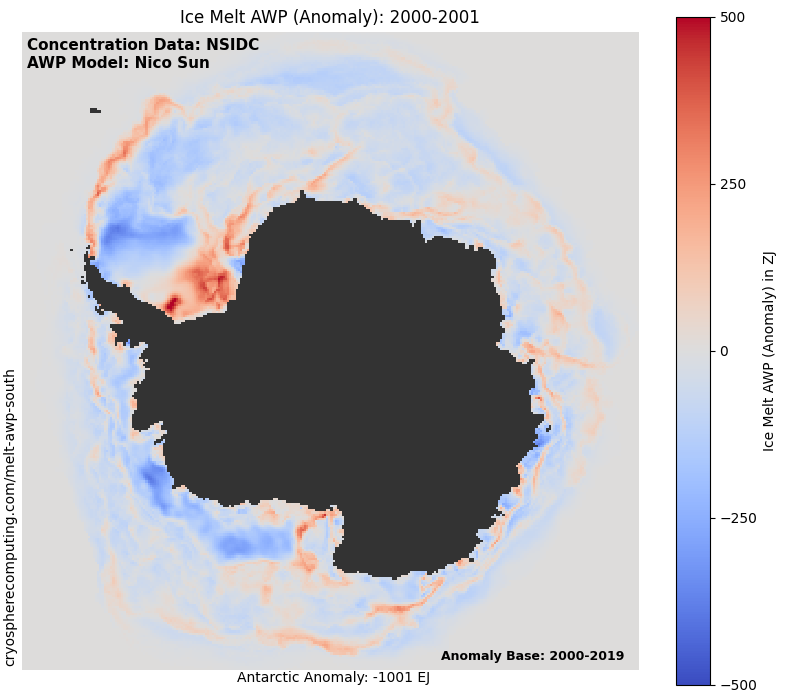 Ice Melt AWP (Anomaly): 2000-2001
Concentration Data: NSIDC
AWP Model: Nico Sun
cryospherecomputing.com/melt-awp-south
Anomaly Base: 2000-2019
Antarctic Anomaly: -1001 EJ
500
250
0
−250
−500
Ice Melt AWP (Anomaly) in ZJ